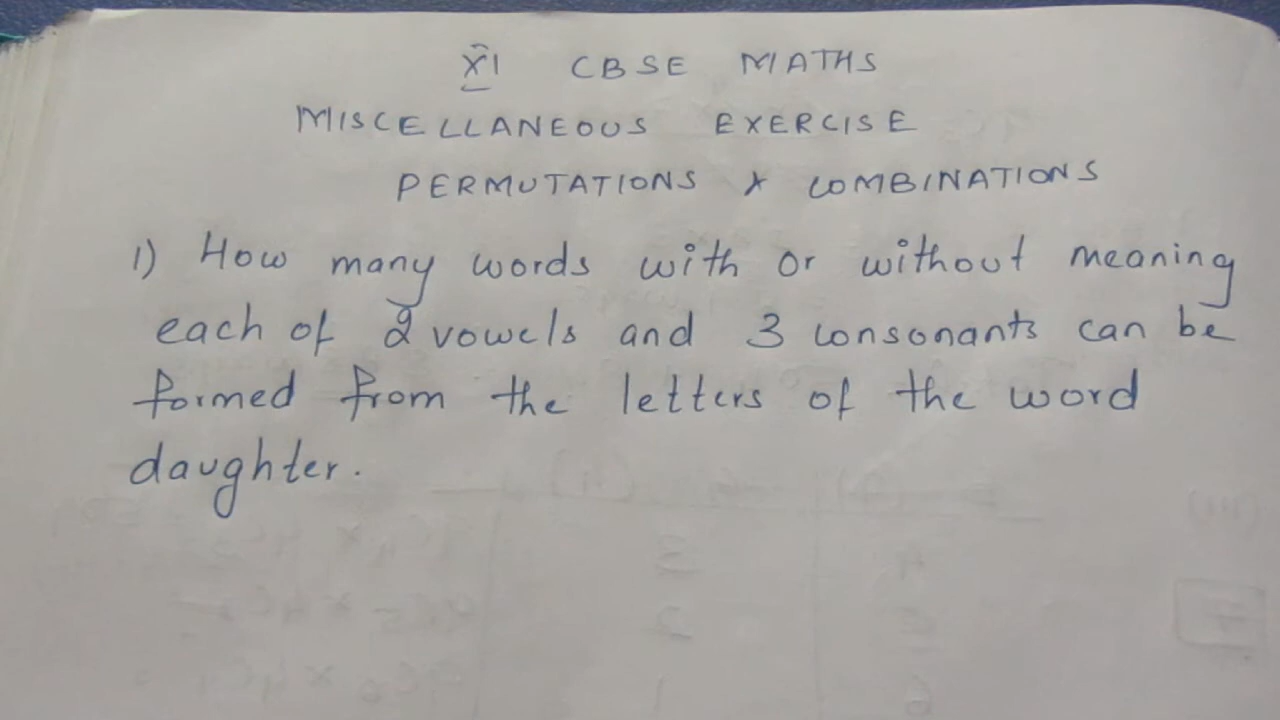 XI CBSE MATHS
MISCELLANEOUS EXERCISE
PERMUTATIONS & COMBINATIONS
1) How many words with or without meaning
each of 2 vowels and 3 consonants can be
formed from the letters of the word
daughter.